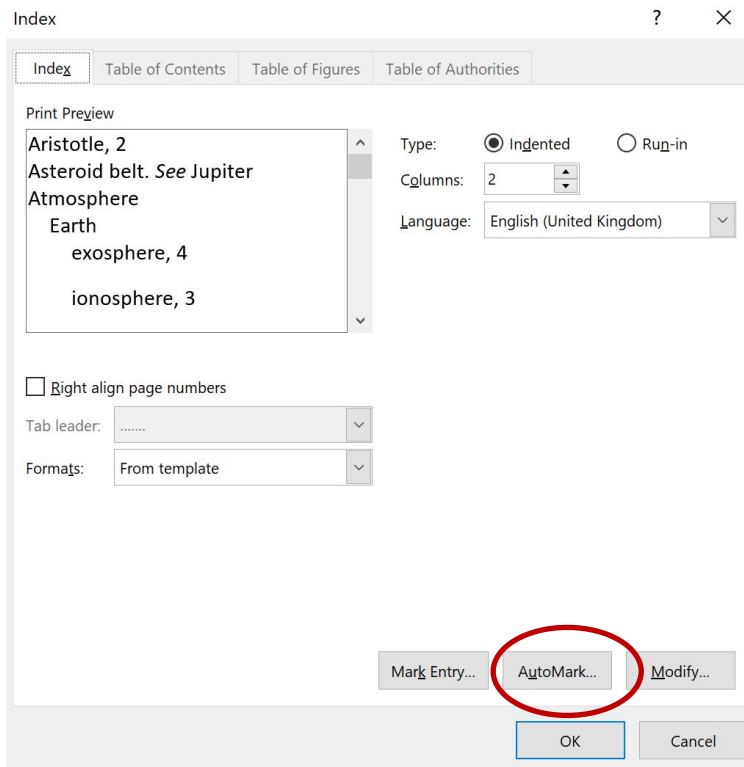 Index
?
Index
Table of Contents
Table of Figures
Table of Authorities
Print Preview
Aristotle, 2
Asteroid belt. See Jupiter
Atmosphere
Earth
exosphere, 4
ionosphere, 3
Type:
Indented
Run-in
Columns:
2
Language:
English (United Kingdom)
Right align page numbers
Tab leader:
.......
Formats:
From template
Mark Entry...
AutoMark...
Modify...
OK
Cancel